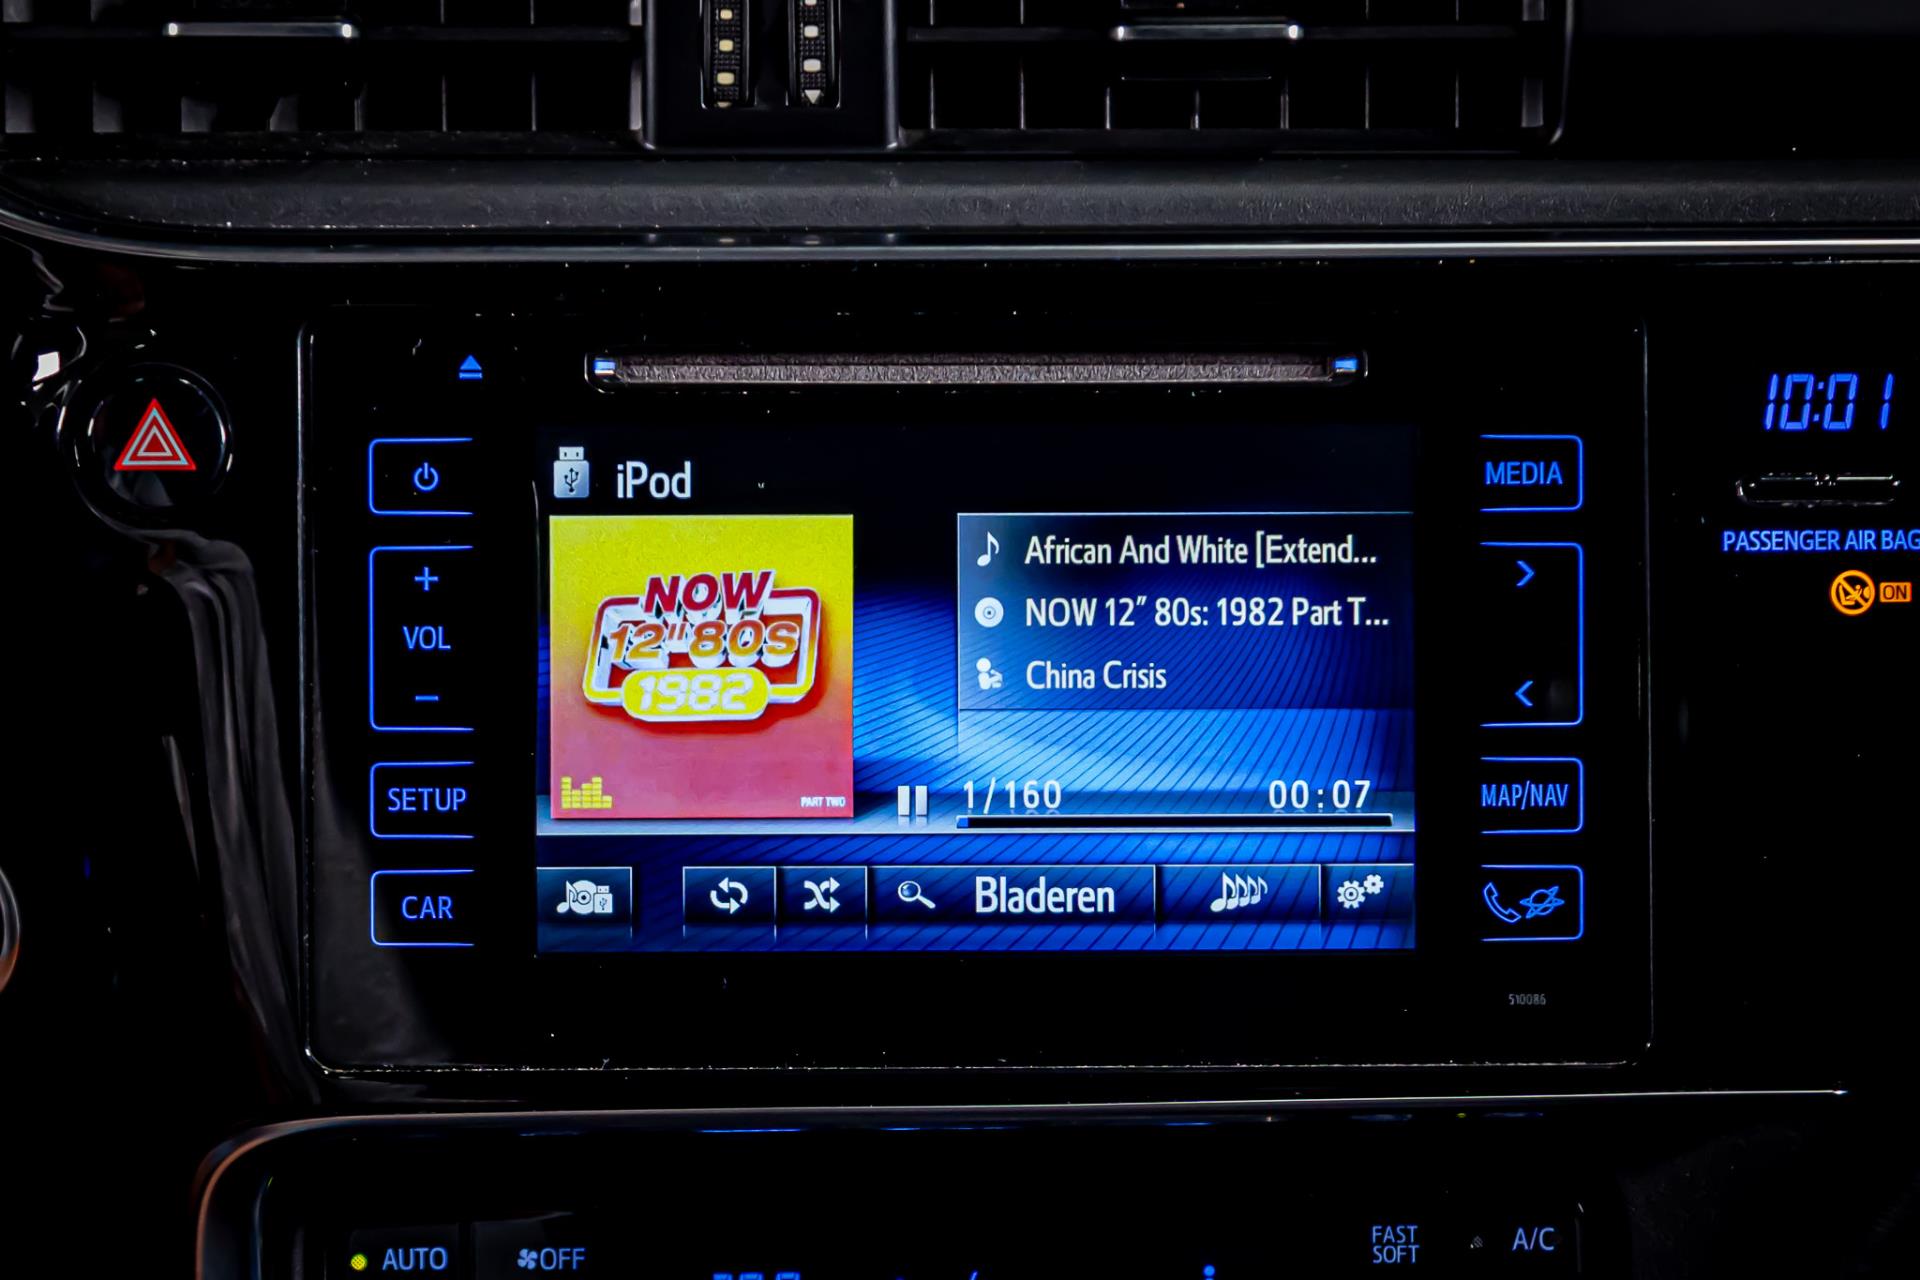 10:01
iPod
MEDIA
PASSENGER AIR BAG
ON
NOW
12" 80S
1982
PART TWO
African And White [Extend...
NOW 12″ 80s: 1982 Part T...
China Crisis
+
VOL
−
1/160
00:07
SETUP
MAP/NAV
CAR
Bladeren
510086
AUTO
OFF
FAST
SOFT
A/C